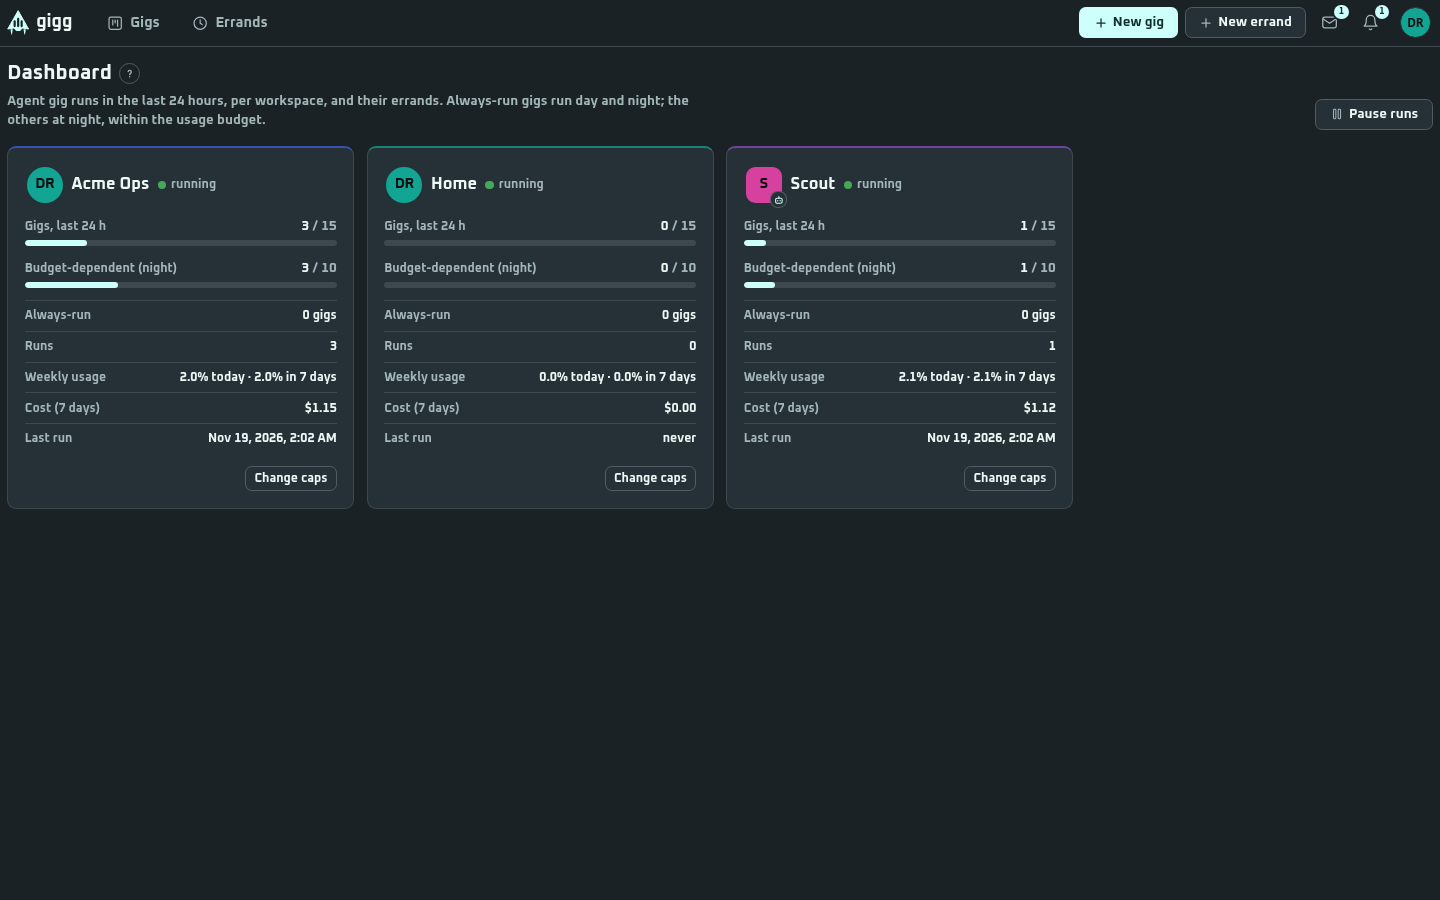 gigg
Gigs
Errands
New gig
New errand
1
1
DR
Dashboard
?
Agent gig runs in the last 24 hours, per workspace, and their errands. Always-run gigs run day and night; the
others at night, within the usage budget.
Pause runs
DR
Acme Ops
running
Gigs, last 24 h
3 / 15
Budget-dependent (night)
3 / 10
Always-run
0 gigs
Runs
3
Weekly usage
2.0% today · 2.0% in 7 days
Cost (7 days)
$1.15
Last run
Nov 19, 2026, 2:02 AM
Change caps
DR
Home
running
Gigs, last 24 h
0 / 15
Budget-dependent (night)
0 / 10
Always-run
0 gigs
Runs
0
Weekly usage
0.0% today · 0.0% in 7 days
Cost (7 days)
$0.00
Last run
never
Change caps
S
Scout
running
Gigs, last 24 h
1 / 15
Budget-dependent (night)
1 / 10
Always-run
0 gigs
Runs
1
Weekly usage
2.1% today · 2.1% in 7 days
Cost (7 days)
$1.12
Last run
Nov 19, 2026, 2:02 AM
Change caps